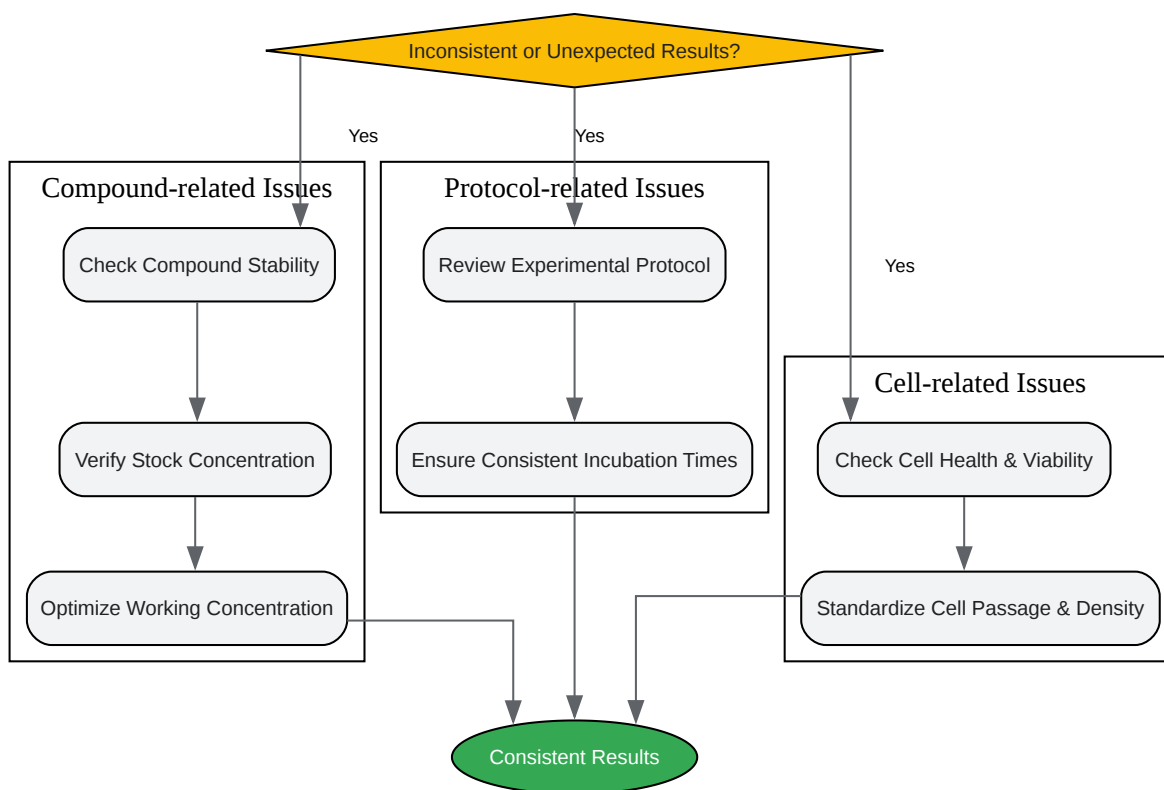 Inconsistent or Unexpected Results?
Yes
Yes
Yes
Compound-related Issues
Check Compound Stability
Verify Stock Concentration
Optimize Working Concentration
Protocol-related Issues
Review Experimental Protocol
Ensure Consistent Incubation Times
Cell-related Issues
Check Cell Health & Viability
Standardize Cell Passage & Density
Consistent Results